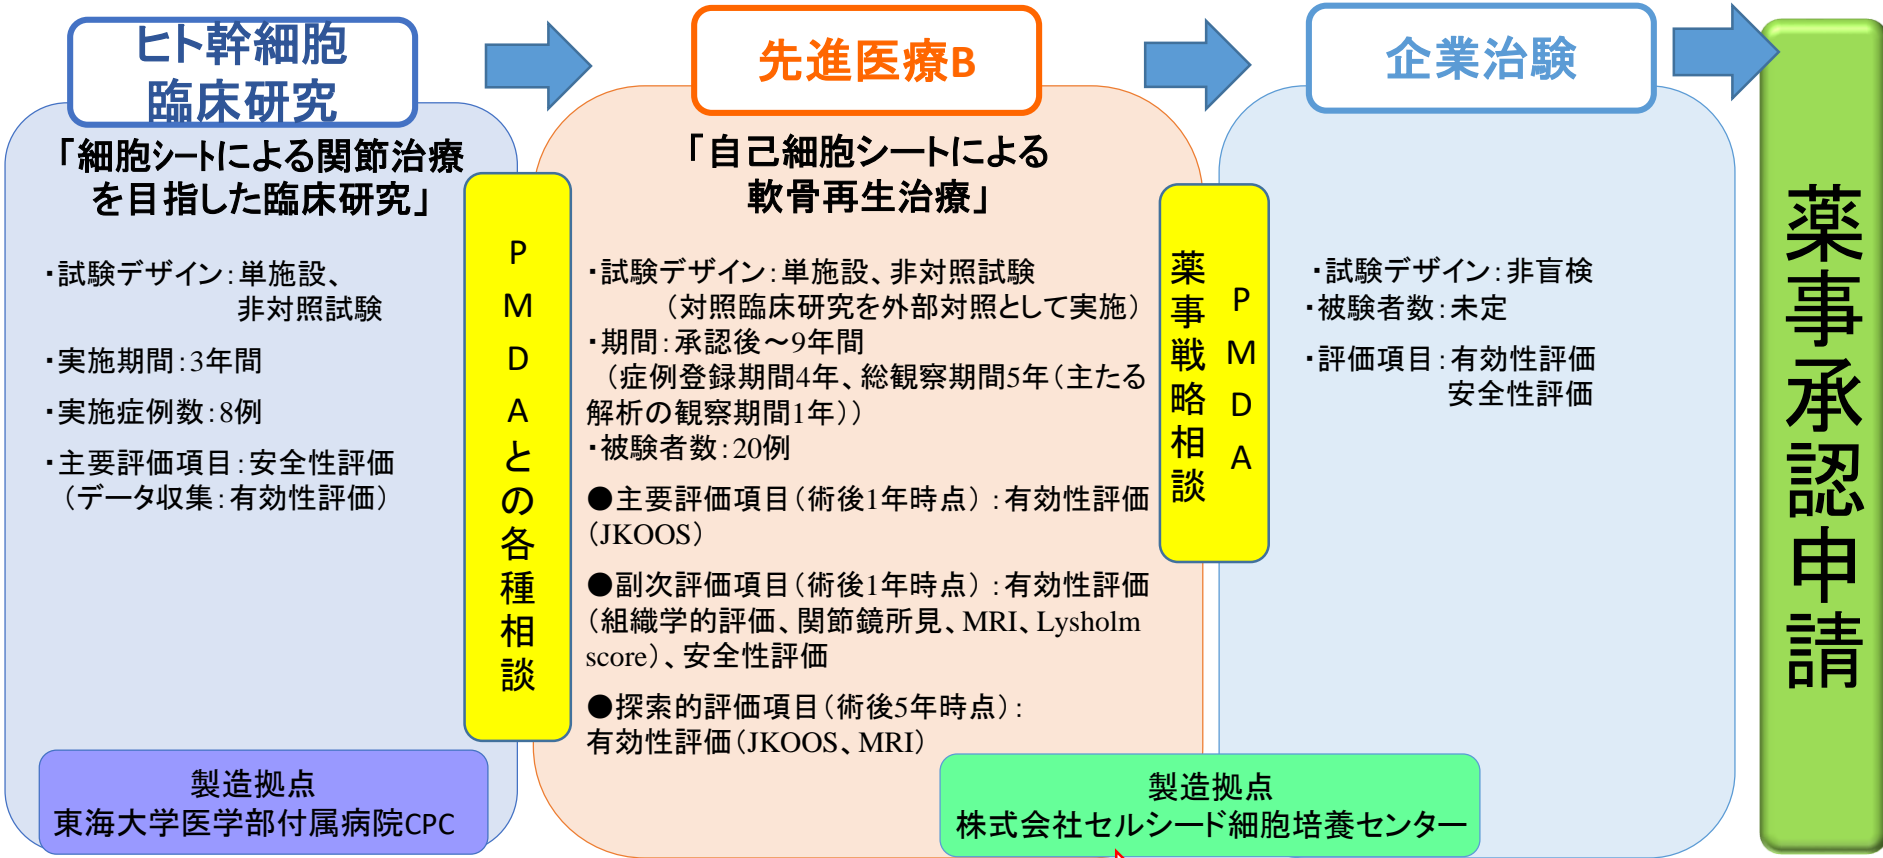 ヒト幹細胞
臨床研究
「細胞シートによる関節治療
を目指した臨床研究」
・試験デザイン：単施設、
非対照試験
・実施期間：3年間
・実施症例数：8例
・主要評価項目：安全性評価
（データ収集：有効性評価）
製造拠点
東海大学医学部付属病院CPC
PMDAとの各種相談
先進医療B
「自己細胞シートによる
軟骨再生治療」
・試験デザイン：単施設、非対照試験
（対照臨床研究を外部対照として実施）
・期間：承認後～9年間
（症例登録期間4年、総観察期間5年（主たる
解析の観察期間1年））
・被験者数：20例
●主要評価項目（術後1年時点）：有効性評価
（JKOOS）
●副次評価項目（術後1年時点）：有効性評価
（組織学的評価、関節鏡所見、MRI、Lysholm
score）、安全性評価
●探索的評価項目（術後5年時点）：
有効性評価（JKOOS、MRI）
製造拠点
株式会社セルシード細胞培養センター
PMDA
薬事戦略相談
企業治験
・試験デザイン：非盲検
・被験者数：未定
・評価項目：有効性評価
安全性評価
薬事承認申請